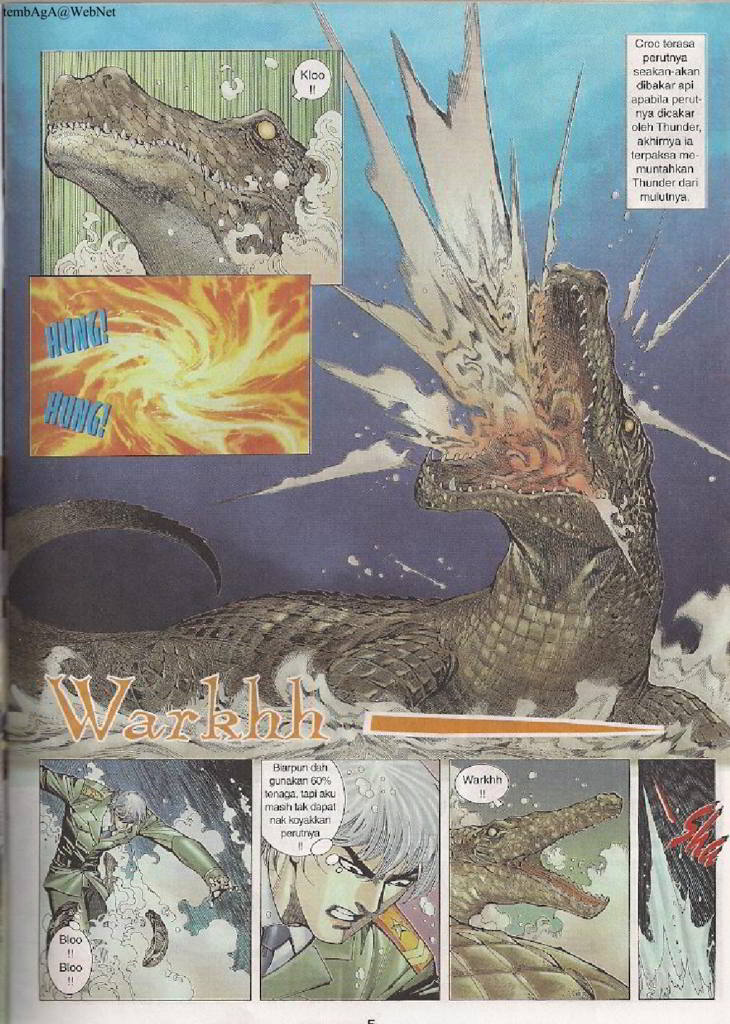 tembAgA@WebNet
Kloo
!!
Croc terasa
perutnya
seakan-akan
dibakar api
apabila perut-
nya dicakar
oleh Thunder,
akhirnya ia
terpaksa me-
muntahkan
Thunder dari
mulutnya.
HUNG!
HUNG!
Warkhh
Bloo
!!
Bloo
!!
Biarpun dah
gunakan 60%
tenaga, tapi aku
masih tak dapat
nak koyakkan
perutnya
!!
Warkhh
!!
Shh
5